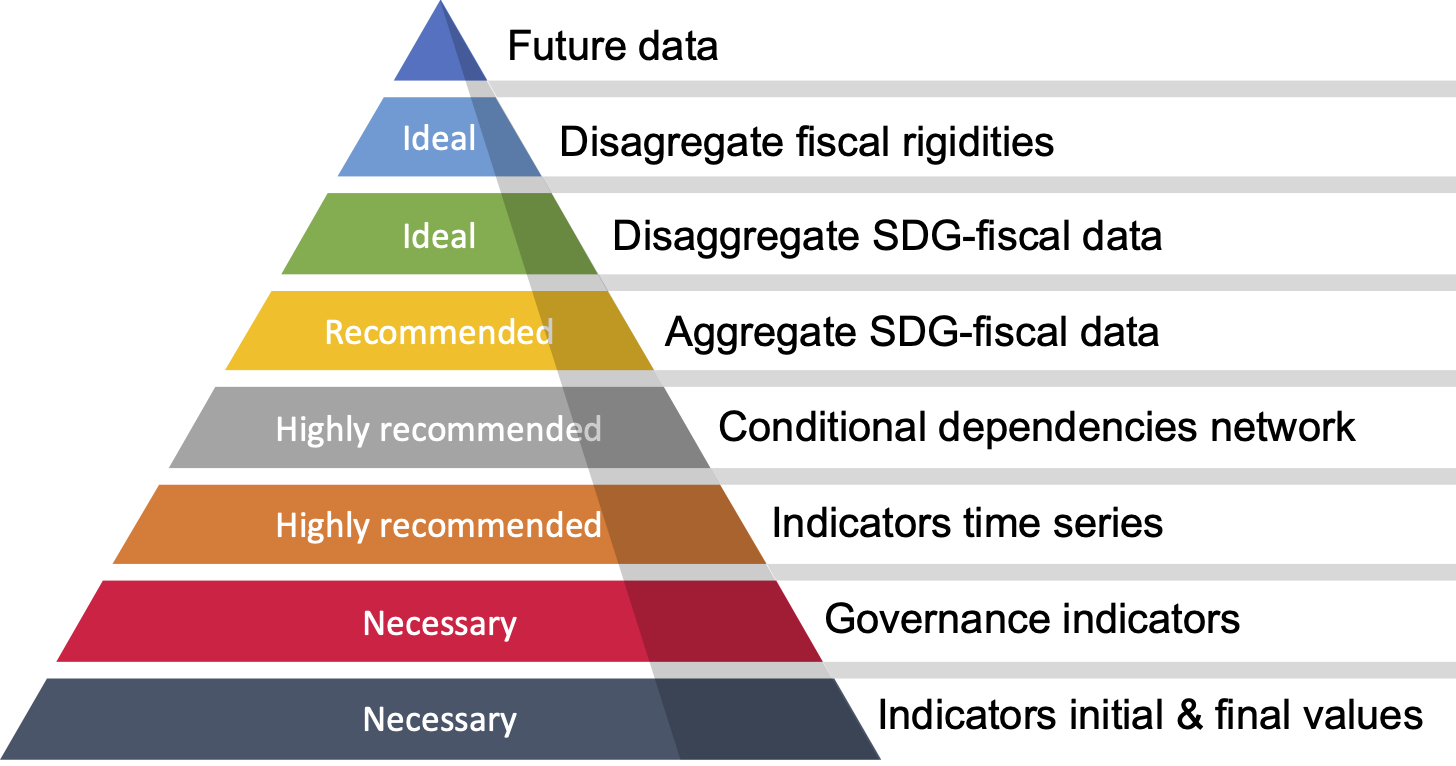 Future data
Ideal
Disagregate fiscal rigidities
Ideal
Disaggregate SDG-fiscal data
Recommended
Aggregate SDG-fiscal data
Highly recommended
Conditional dependencies network
Highly recommended
Indicators time series
Necessary
Governance indicators
Necessary
Indicators initial & final values